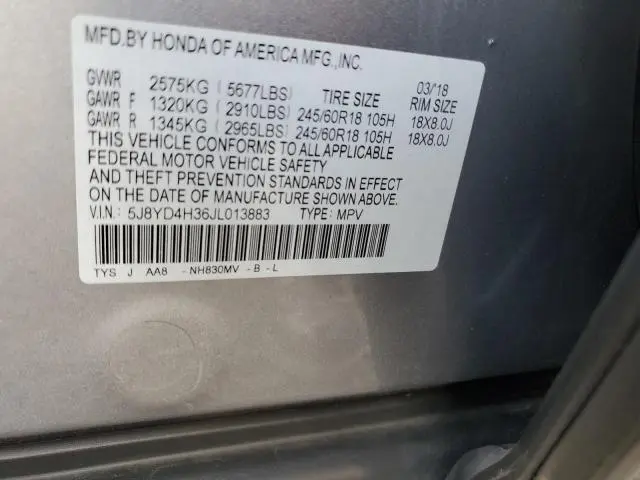 MFD.BY HONDA OF AMERICA MFG.,INC.
GVWR 2575KG ( 5677LBS) TIRE SIZE 03/18 RIM SIZE
GAWR F 1320KG ( 2910LBS) 245/60R18 105H 18X8.0J
GAWR R 1345KG ( 2965LBS) 245/60R18 105H 18X8.0J
THIS VEHICLE CONFORMS TO ALL APPLICABLE
FEDERAL MOTOR VEHICLE SAFETY
AND THEFT PREVENTION STANDARDS IN EFFECT
ON THE DATE OF MANUFACTURE SHOWN ABOVE.
V.I.N.: 5J8YD4H36JL013883 TYPE: MPV
TYS J AA8 -NH830MV -B-L